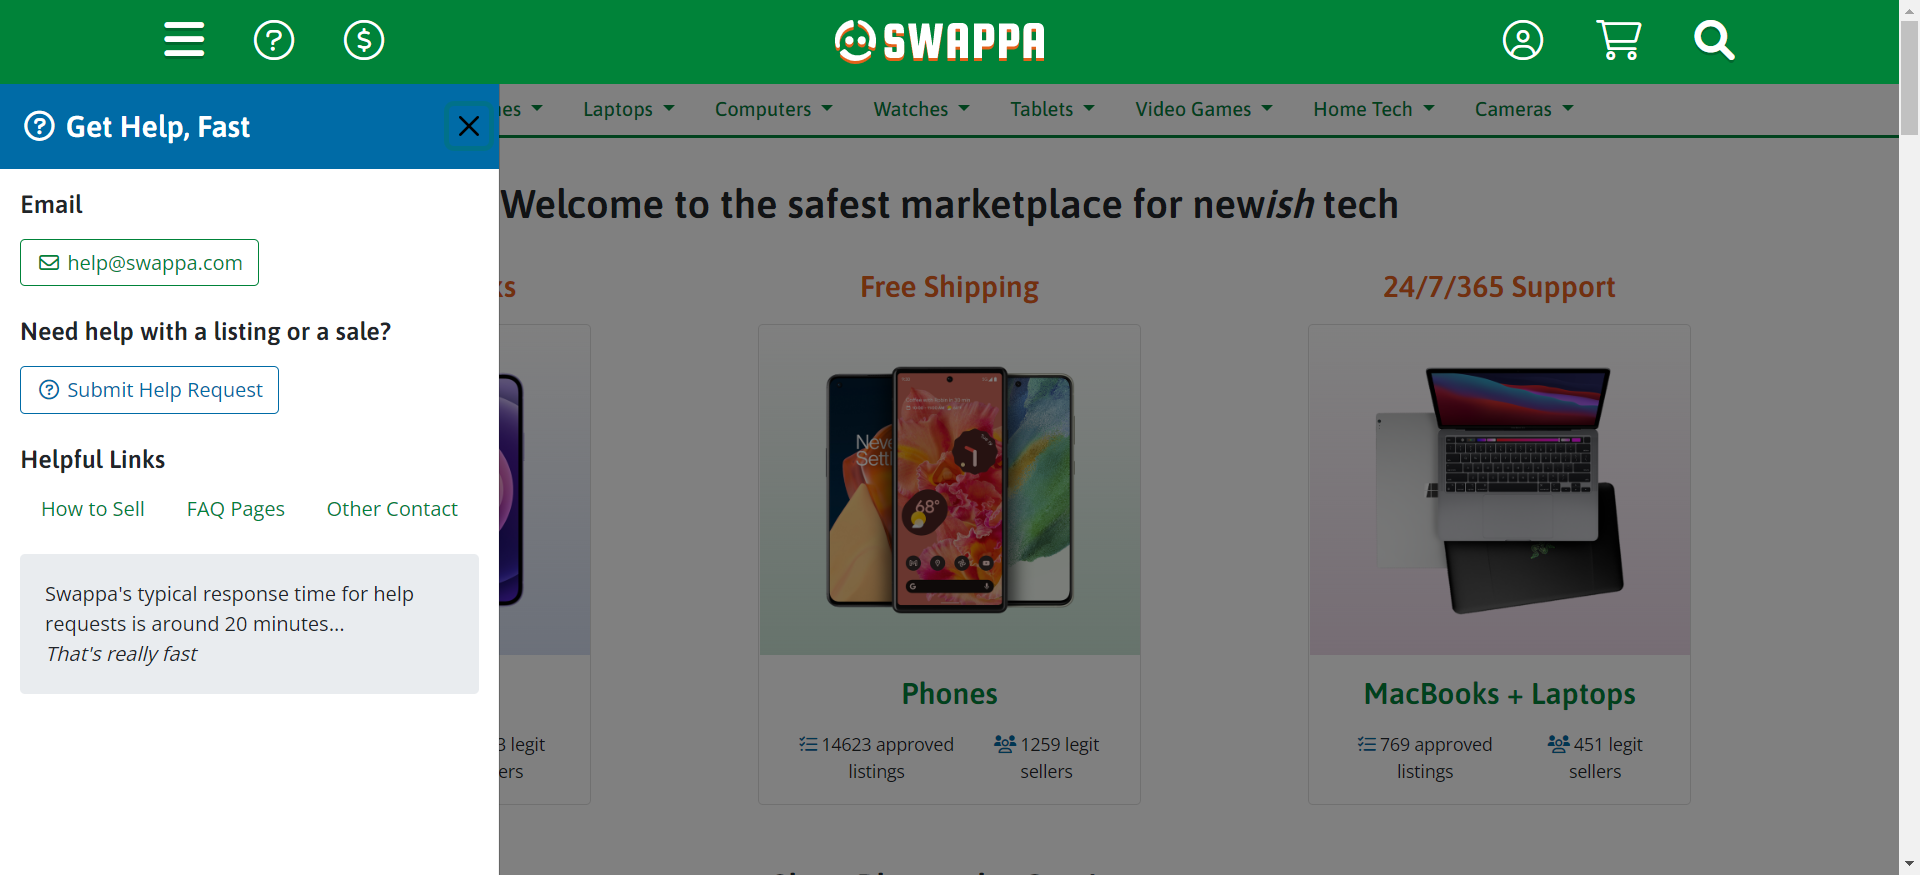 SWAPPA
Get Help, Fast
Email
help@swappa.com
Need help with a listing or a sale?
Submit Help Request
Helpful Links
How to Sell FAQ Pages Other Contact
Swappa's typical response time for help
requests is around 20 minutes...
That's really fast
Laptops Computers Watches Tablets Video Games Home Tech Cameras
Welcome to the safest marketplace for newish tech
Free Shipping
24/7/365 Support
68°
Phones
14623 approved
listings
1259 legit
sellers
MacBooks + Laptops
769 approved
listings
451 legit
sellers
legit